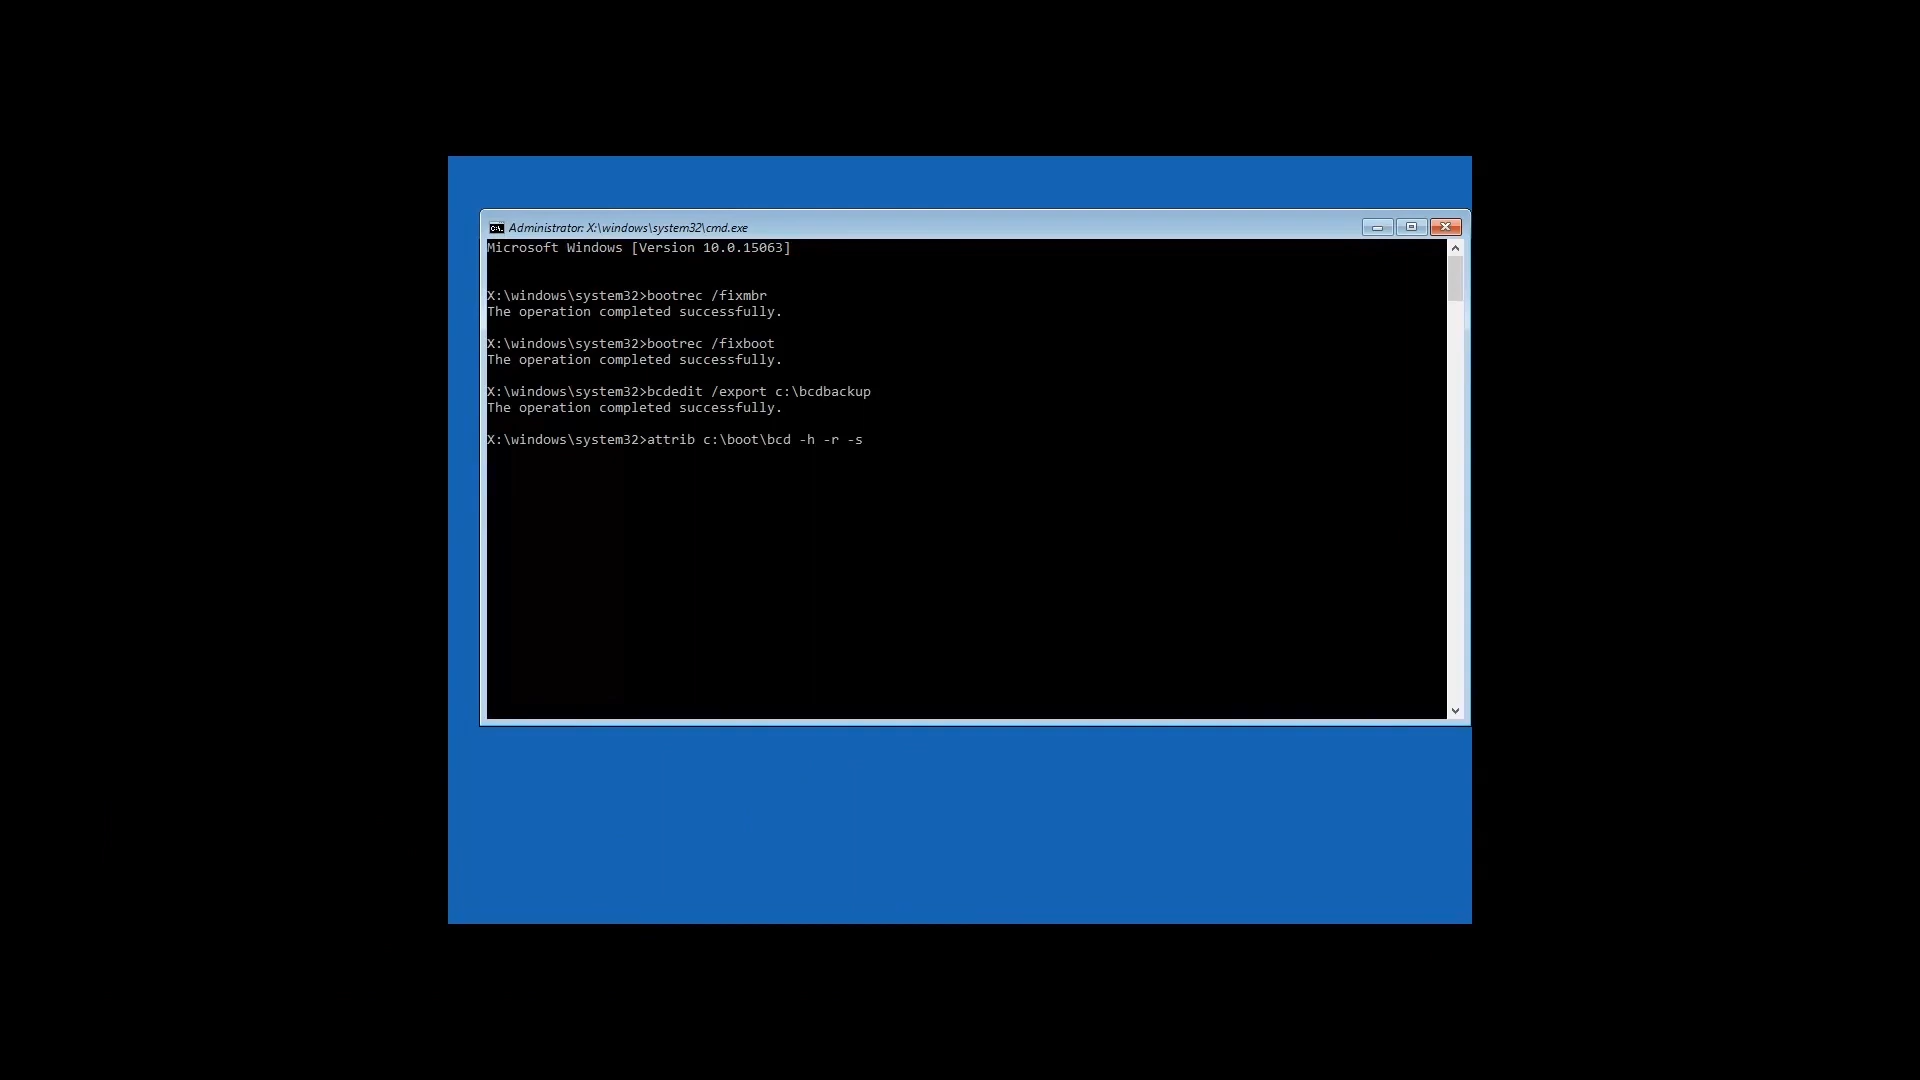 Administrator: X:\windows\system32\cmd.exe
Microsoft Windows [Version 10.0.15063]
X:\windows\system32>bootrec /fixmbr
The operation completed successfully.
X:\windows\system32>bootrec /fixboot
The operation completed successfully.
X:\windows\system32>bcdedit /export c:\bcdbackup
The operation completed successfully.
X:\windows\system32>attrib c:\boot\bcd -h -r -s